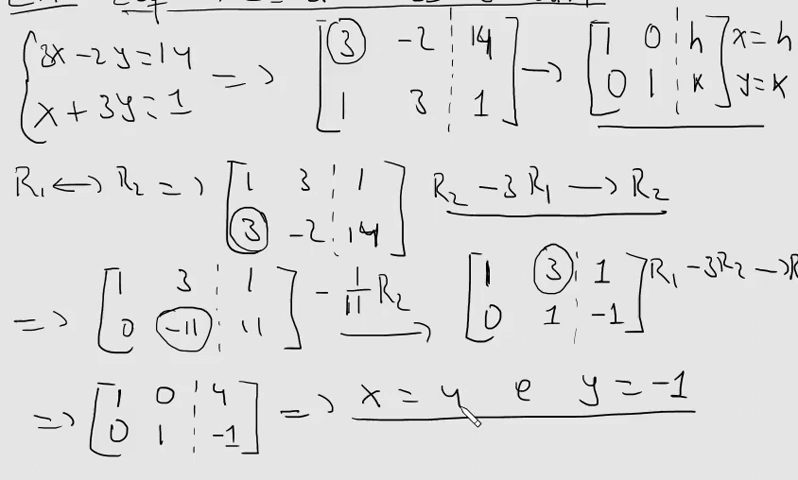 {3x - 2y = 14 => [3 -2 | 14] -> [1 0 | h] x = h
{x + 3y = 1 [1 3 | 1] [0 1 | k] y = k
R₁ <-> R₂ => [1 3 | 1] R₂ - 3R₁ -> R₂
[3 -2 | 14]
=> [1 3 | 1] -1/11 R₂ -> [1 3 | 1] R₁ - 3R₂ ->
[0 -11 | 11] [0 1 | -1]
=> [1 0 | 4] => x = 4 e y = -1
[0 1 | -1]